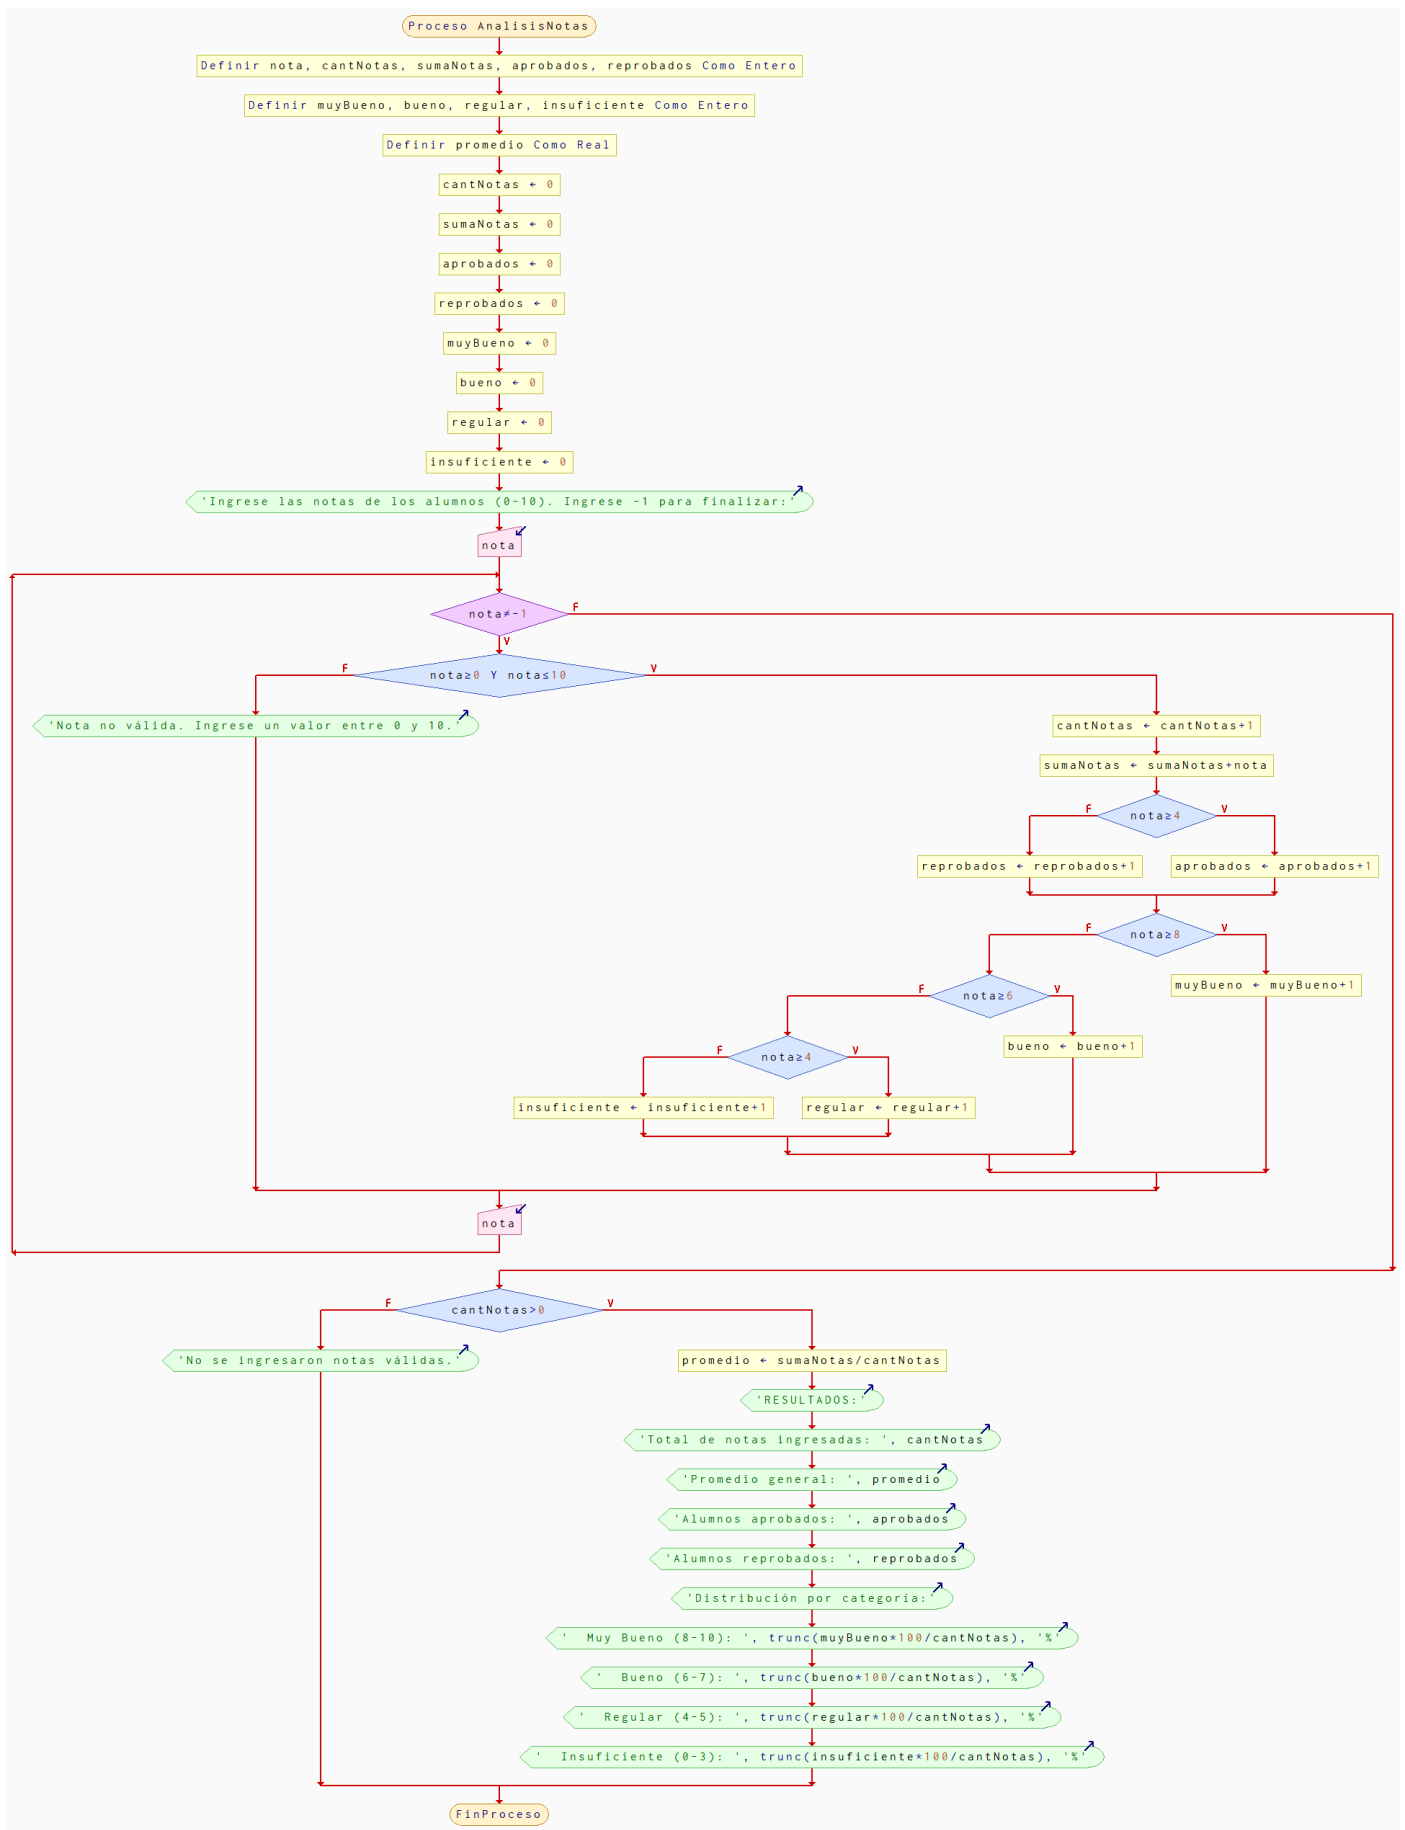 Proceso AnalisisNotas
Definir nota, cantNotas, sumaNotas, aprobados, reprobados Como Entero
Definir muyBueno, bueno, regular, insuficiente Como Entero
Definir promedio Como Real
cantNotas ← 0
sumaNotas ← 0
aprobados ← 0
reprobados ← 0
muyBueno ← 0
bueno ← 0
regular ← 0
insuficiente ← 0
'Ingrese las notas de los alumnos (0-10). Ingrese -1 para finalizar:'
nota
nota≠-1
F
V
F
nota≥0 Y nota≤10
V
'Nota no válida. Ingrese un valor entre 0 y 10.'
cantNotas ← cantNotas+1
sumaNotas ← sumaNotas+nota
F
nota≥4
V
reprobados ← reprobados+1
aprobados ← aprobados+1
F
nota≥8
V
muyBueno ← muyBueno+1
F
nota≥6
V
bueno ← bueno+1
F
nota≥4
V
insuficiente ← insuficiente+1
regular ← regular+1
nota
F
cantNotas>0
V
'No se ingresaron notas válidas.'
promedio ← sumaNotas/cantNotas
'RESULTADOS:'
'Total de notas ingresadas: ', cantNotas
'Promedio general: ', promedio
'Alumnos aprobados: ', aprobados
'Alumnos reprobados: ', reprobados
'Distribución por categoría:'
'  Muy Bueno (8-10): ', trunc(muyBueno*100/cantNotas), '%'
'  Bueno (6-7): ', trunc(bueno*100/cantNotas), '%'
'  Regular (4-5): ', trunc(regular*100/cantNotas), '%'
'  Insuficiente (0-3): ', trunc(insuficiente*100/cantNotas), '%'
FinProceso